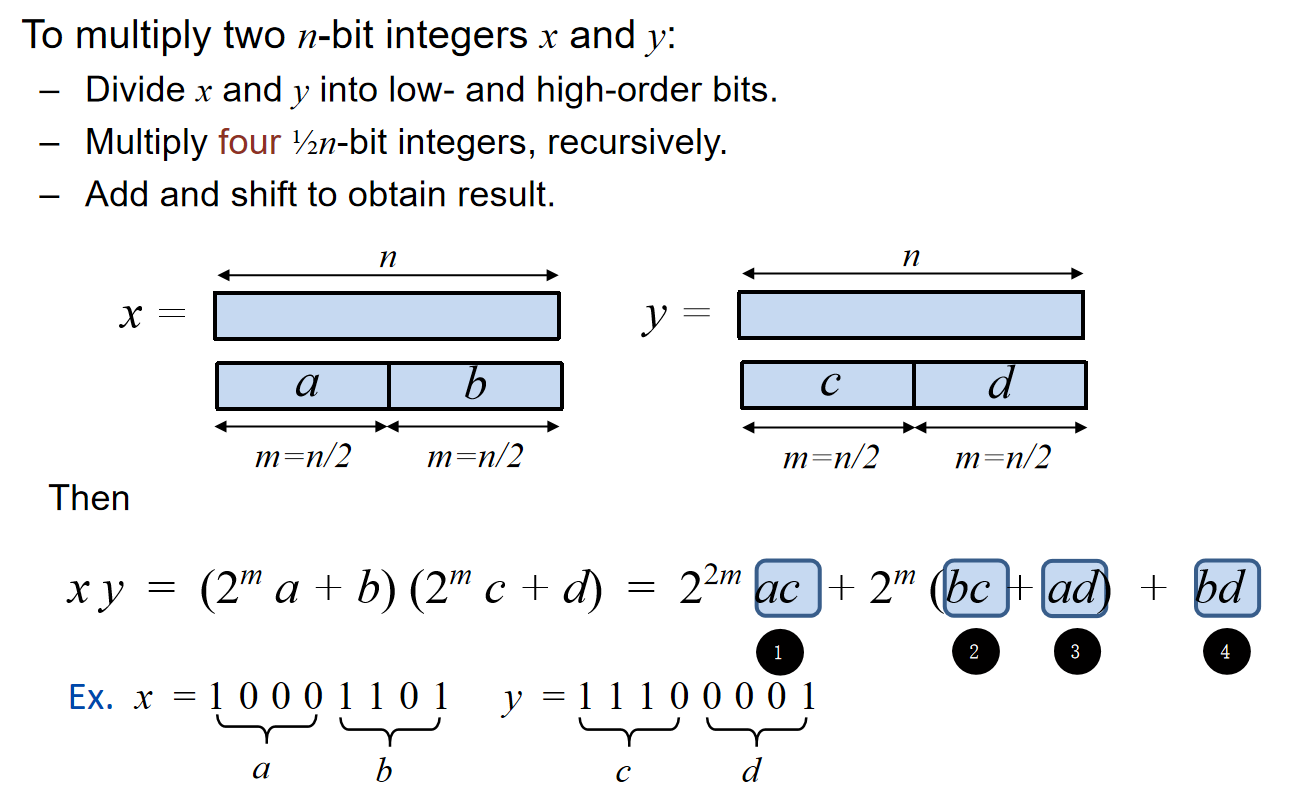 To multiply two n-bit integers x and y:
– Divide x and y into low- and high-order bits.
– Multiply four ½n-bit integers, recursively.
– Add and shift to obtain result.
n n
x = y =
a b c d
m=n/2 m=n/2 m=n/2 m=n/2
Then
x y = (2^m a + b) (2^m c + d) = 2^{2m} ac + 2^m (bc + ad) + bd
1 2 3 4
Ex. x = 1 0 0 0 1 1 0 1 y = 1 1 1 0 0 0 0 1
a b c d